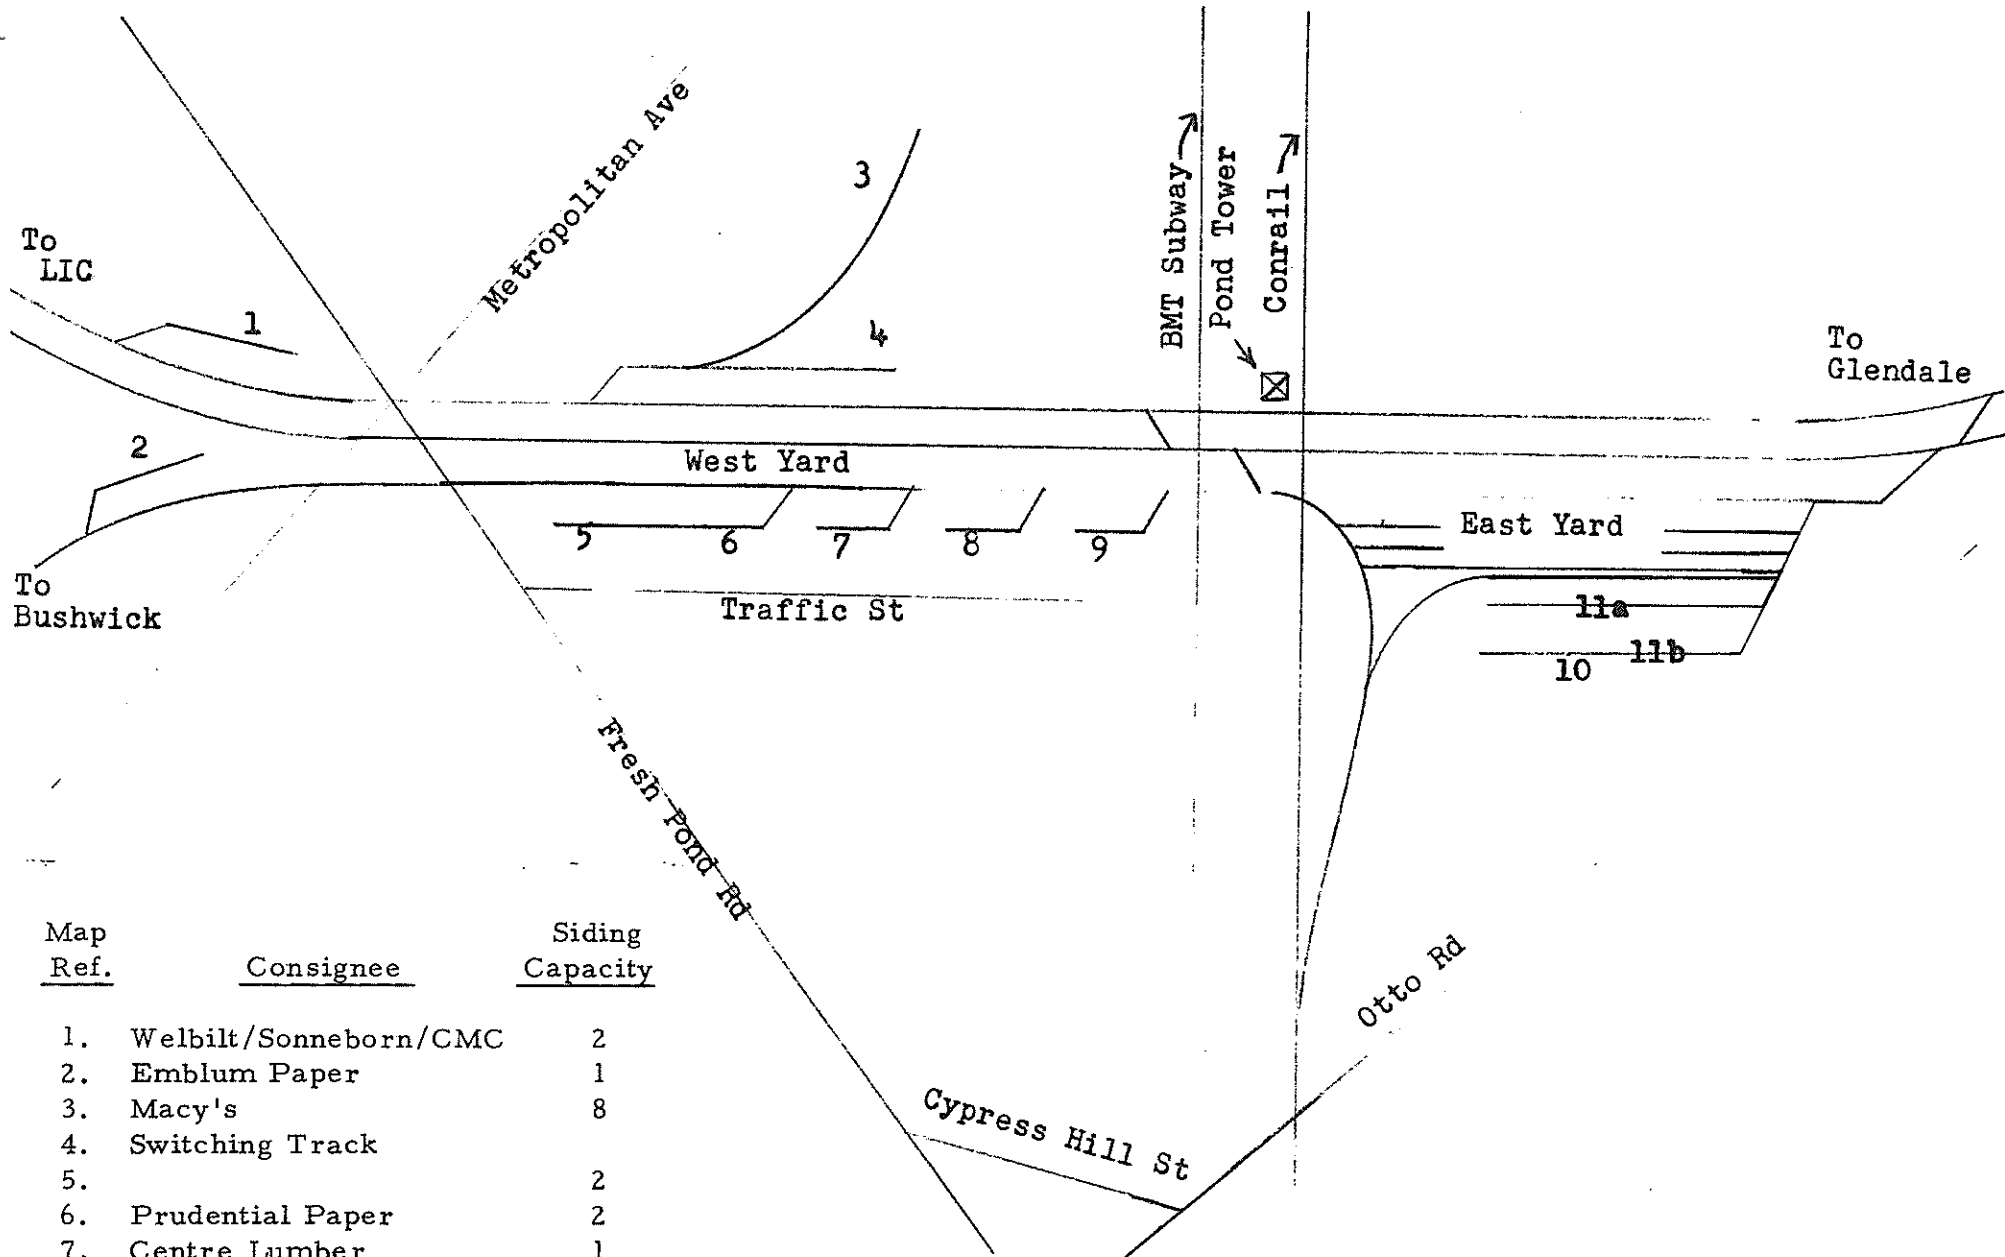 Metropolitan Ave
3
To
LIC
1
4
BMT Subway
Pond Tower
Conrail
To
Glendale
2
West Yard
5
6
7
8
9
East Yard
To
Bushwick
Traffic St
11a
11b
10
Fresh Pond Rd
Otto Rd
Cypress Hill St
Map Siding
Ref. Consignee Capacity
1. Welbilt/Sonneborn/CMC 2
2. Emblum Paper 1
3. Macy's 8
4. Switching Track
5. 2
6. Prudential Paper 2
7. Centre Lumber 1